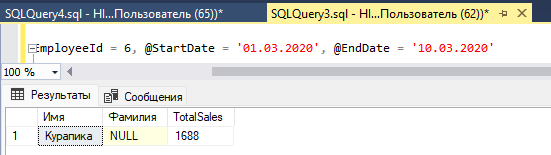 SQLQuery4.sql - HI...Пользователь (65))* SQLQuery3.sql - HI...Пользователь (62))*
EmployeeId = 6, @StartDate = '01.03.2020', @EndDate = '10.03.2020'
100 %
Результаты Сообщения
Имя Фамилия TotalSales
1 Курапика NULL 1688